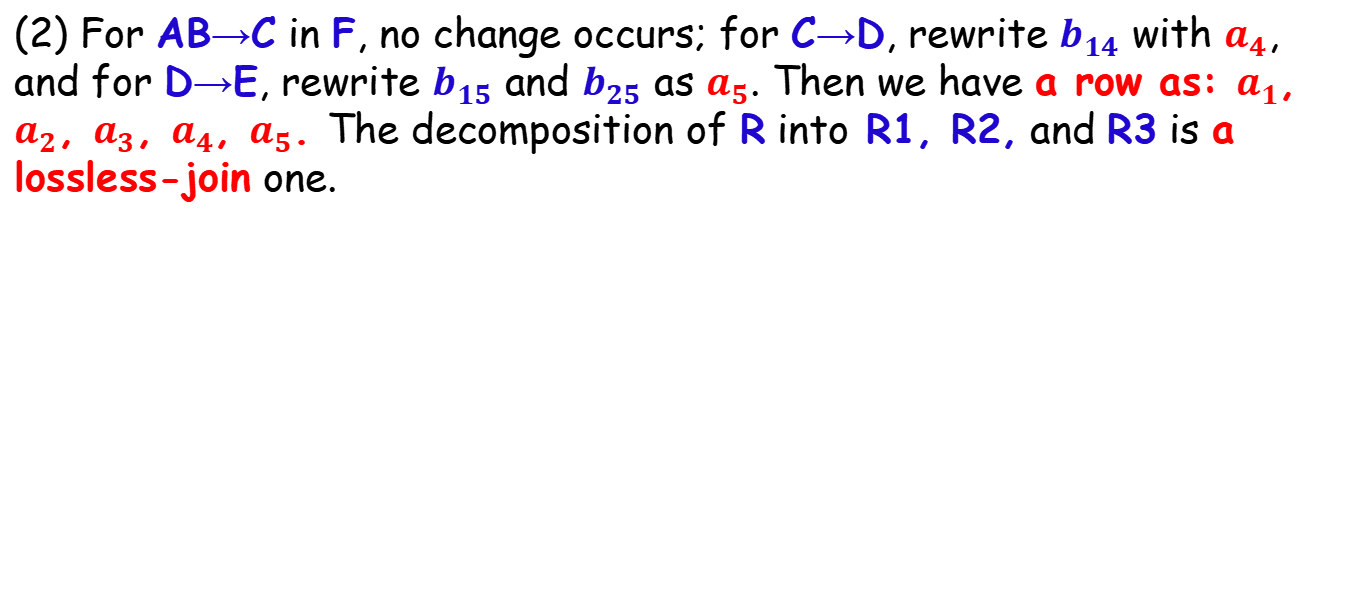 (2) For AB→C in F, no change occurs; for C→D, rewrite b₁₄ with a₄,
and for D→E, rewrite b₁₅ and b₂₅ as a₅. Then we have a row as: a₁,
a₂, a₃, a₄, a₅. The decomposition of R into R1, R2, and R3 is a
lossless-join one.